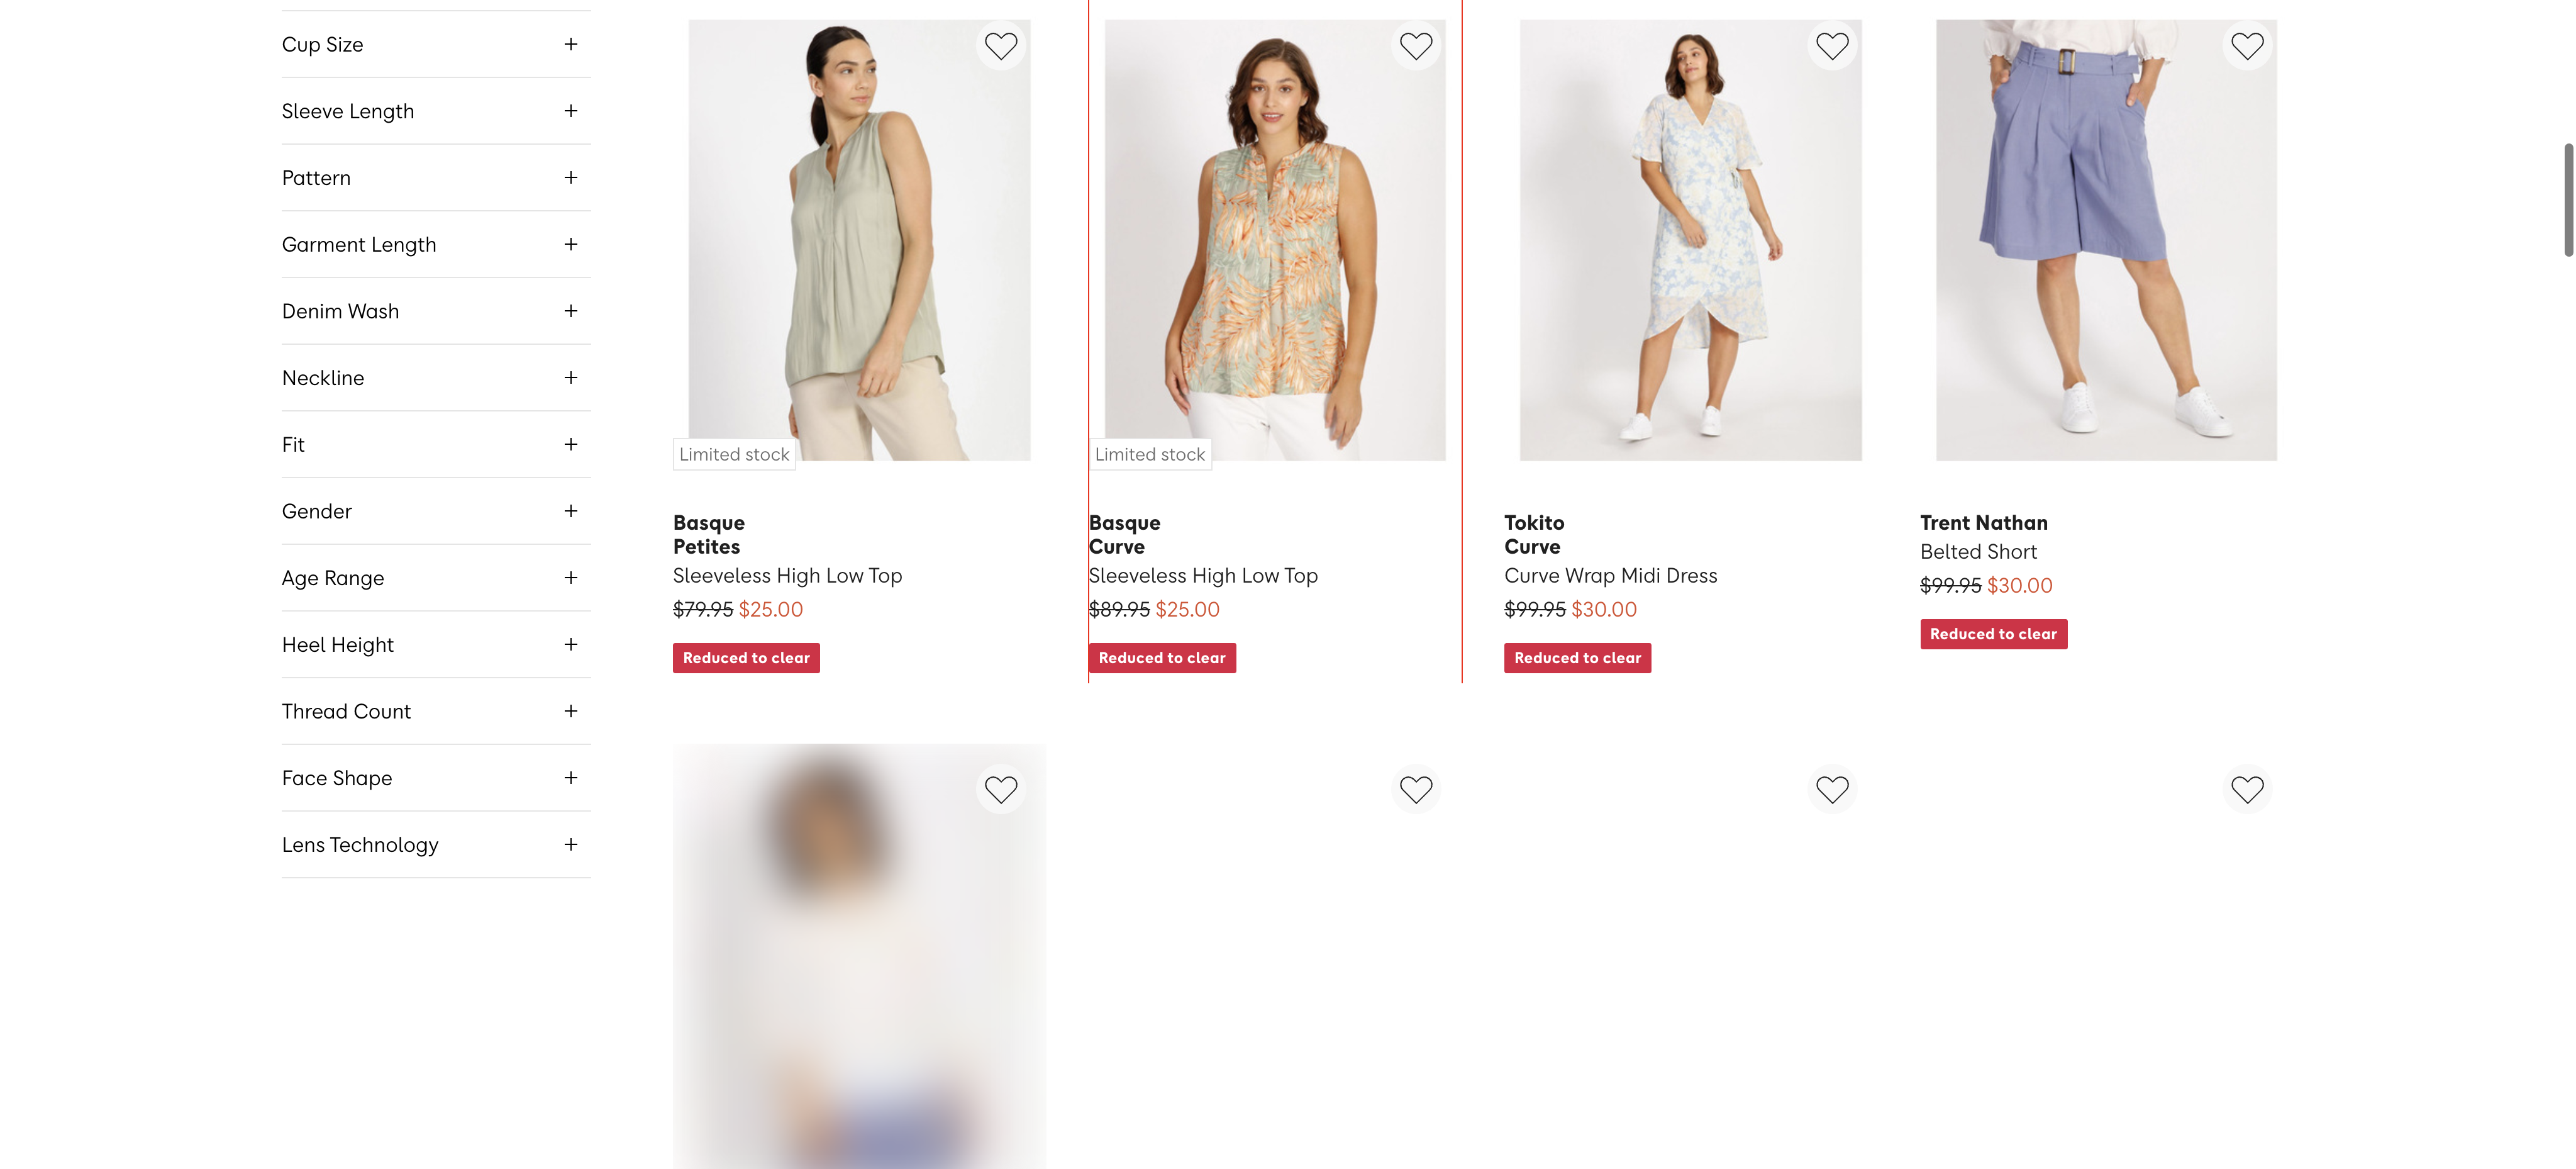 Cup Size
Sleeve Length
Pattern
Garment Length
Denim Wash
Neckline
Fit
Gender
Age Range
Heel Height
Thread Count
Face Shape
Lens Technology
Limited stock
Basque
Petites
Sleeveless High Low Top
$79.95 $25.00
Reduced to clear
Limited stock
Basque
Curve
Sleeveless High Low Top
$89.95 $25.00
Reduced to clear
Tokito
Curve
Curve Wrap Midi Dress
$99.95 $30.00
Reduced to clear
Trent Nathan
Belted Short
$99.95 $30.00
Reduced to clear